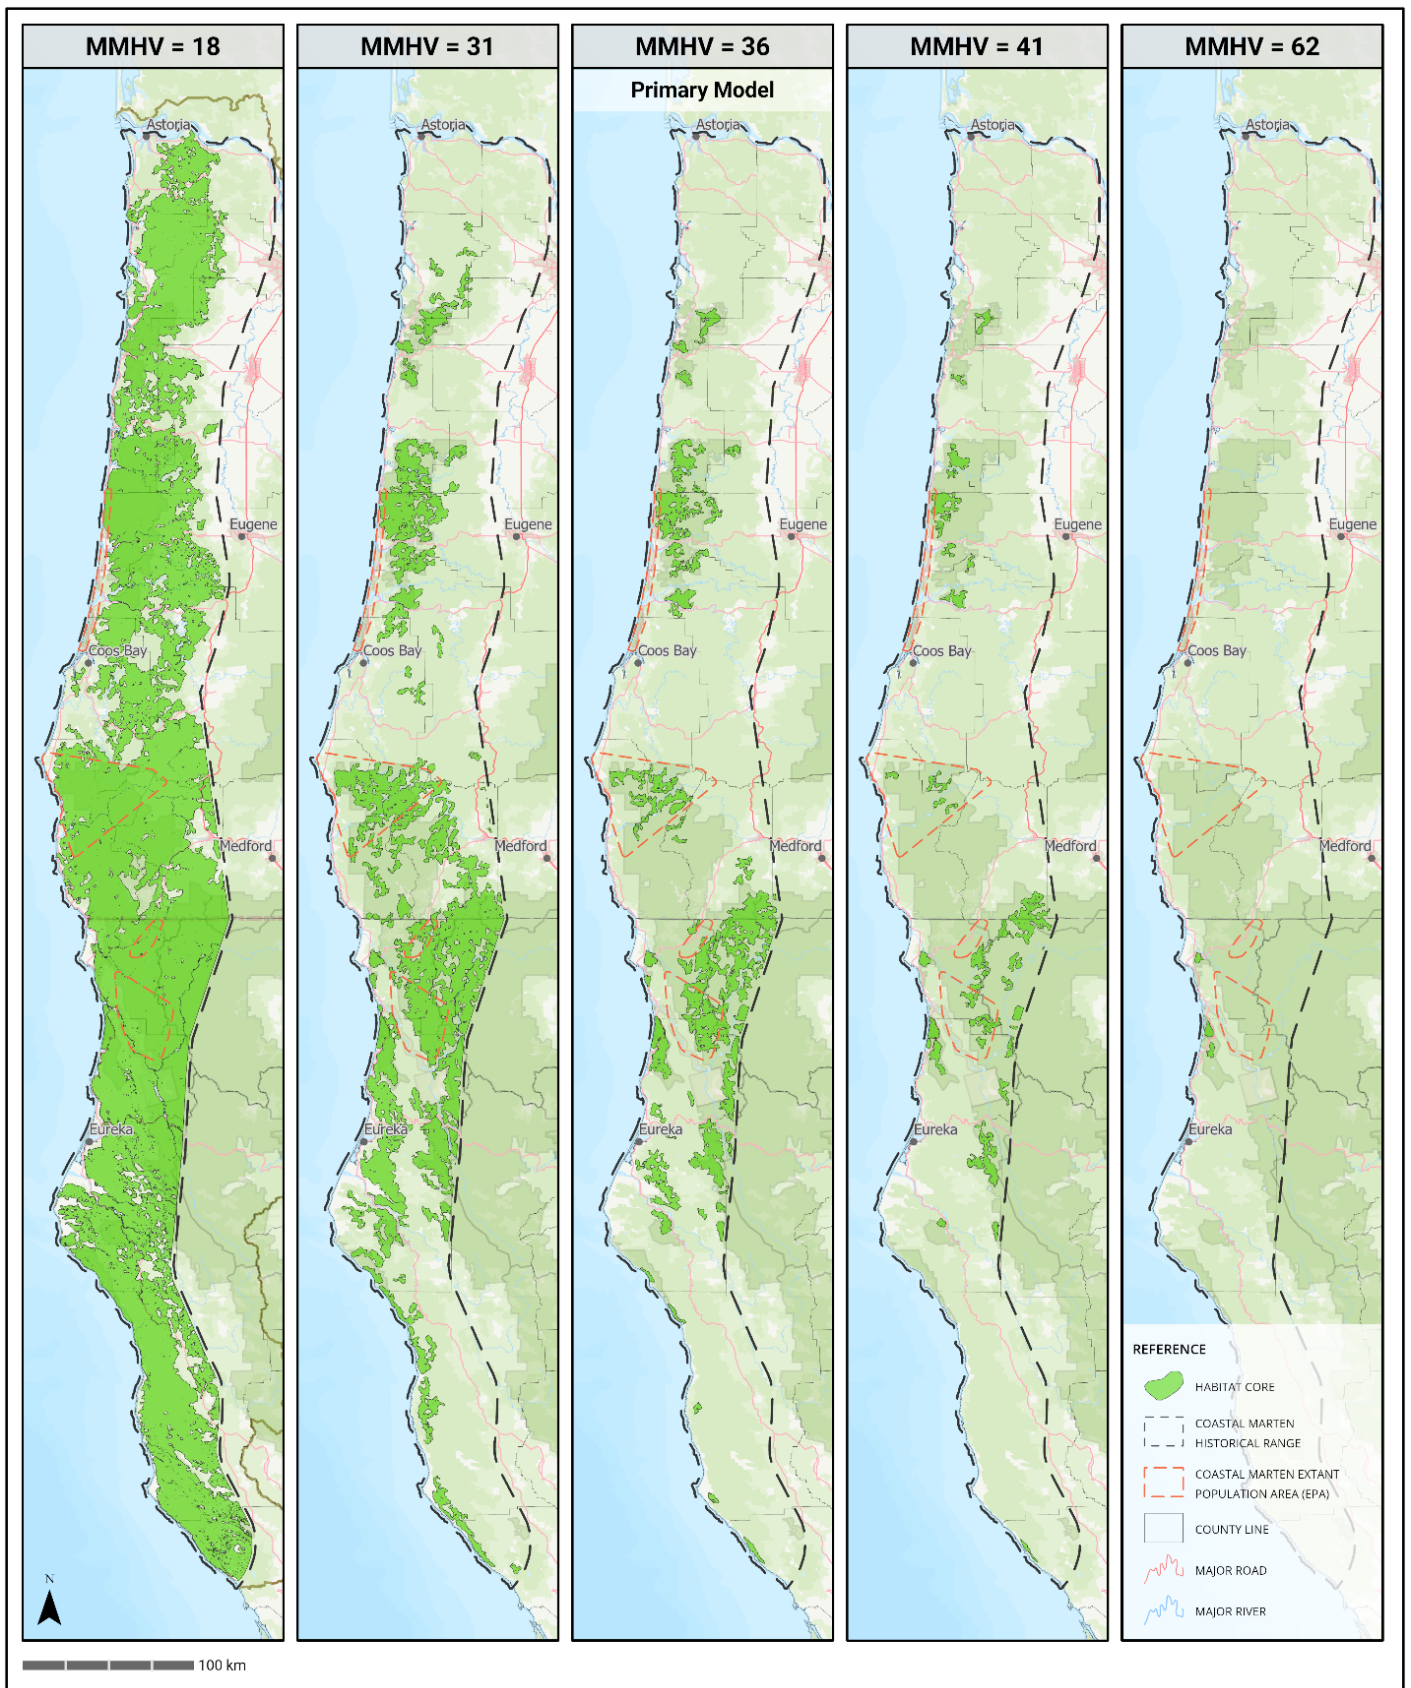 MMHV = 18
MMHV = 31
MMHV = 36
MMHV = 41
MMHV = 62
Primary Model
Astoria
Astoria
Astoria
Astoria
Astoria
Eugene
Eugene
Eugene
Eugene
Eugene
Coos Bay
Coos Bay
Coos Bay
Coos Bay
Coos Bay
Medford
Medford
Medford
Medford
Medford
Eureka
Eureka
Eureka
Eureka
Eureka
REFERENCE
HABITAT CORE
COASTAL MARTEN
HISTORICAL RANGE
COASTAL MARTEN EXTANT
POPULATION AREA (EPA)
COUNTY LINE
MAJOR ROAD
MAJOR RIVER
N
100 km